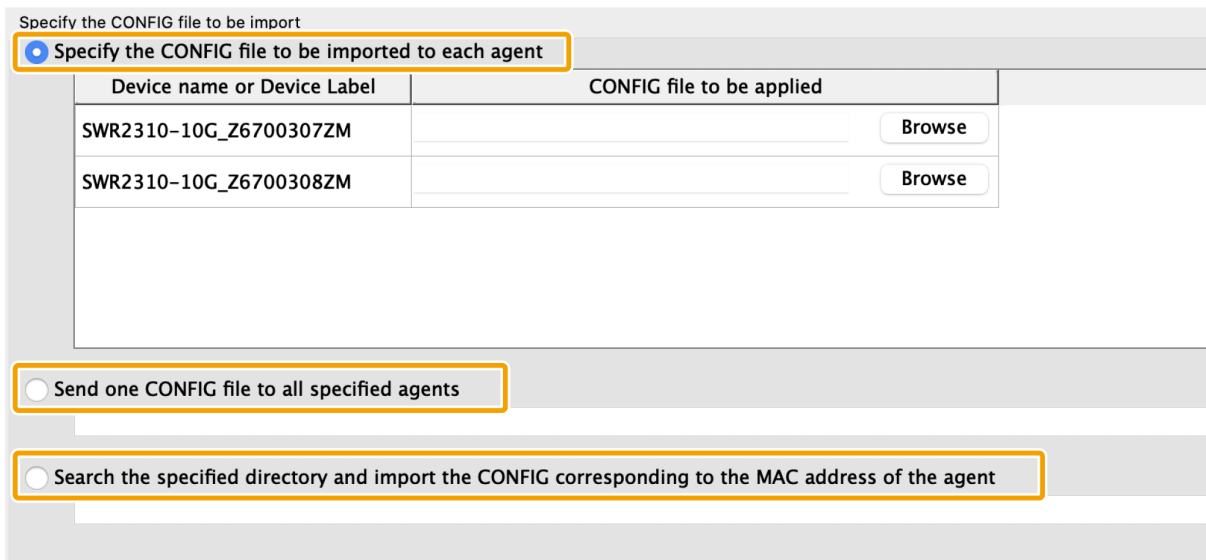 Specify the CONFIG file to be import
Specify the CONFIG file to be imported to each agent
Device name or Device Label CONFIG file to be applied
SWR2310-10G_Z6700307ZM Browse
SWR2310-10G_Z6700308ZM Browse
Send one CONFIG file to all specified agents
Search the specified directory and import the CONFIG corresponding to the MAC address of the agent